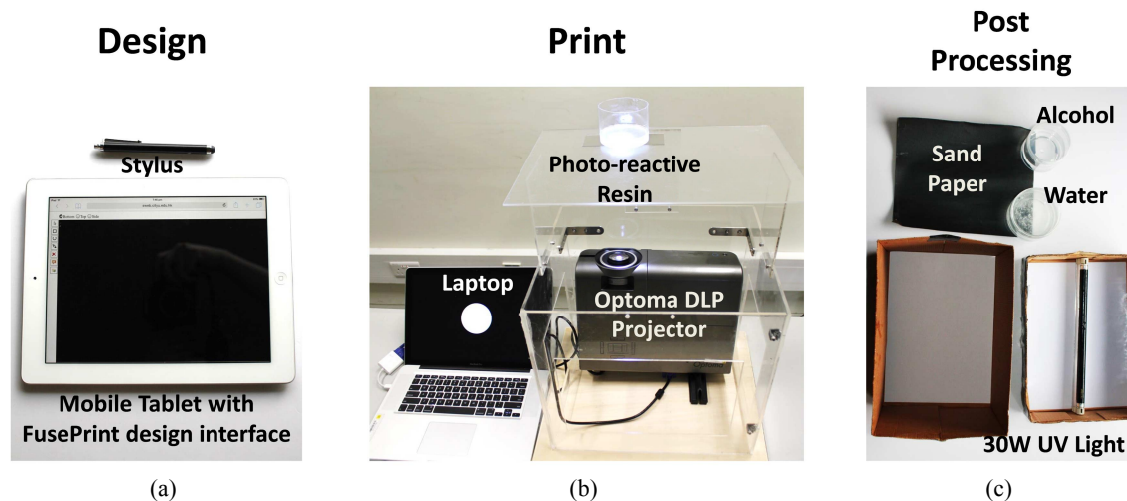 Design
Print
Post
Processing
Stylus
Mobile Tablet with
FusePrint design interface
Photo-reactive
Resin
Laptop
Optoma DLP
Projector
Alcohol
Sand
Paper
Water
30W UV Light
(a)
(b)
(c)